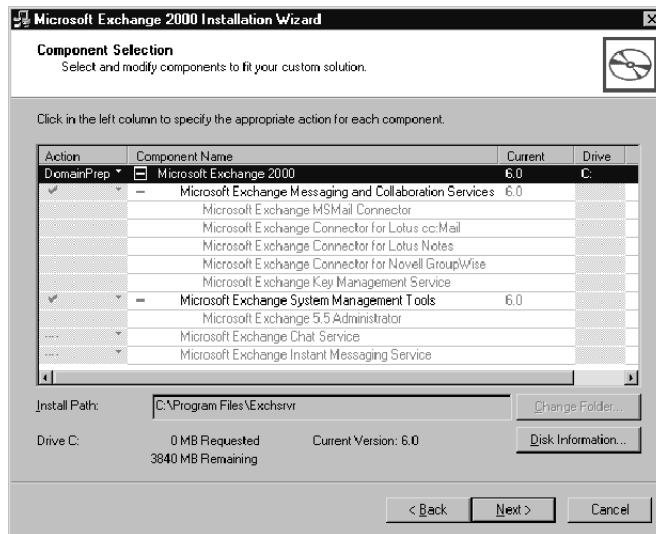 Microsoft Exchange 2000 Installation Wizard
Component Selection
Select and modify components to fit your custom solution.
Click in the left column to specify the appropriate action for each component.
Action Component Name Current Drive
DomainPrep Microsoft Exchange 2000 6.0 C:
Microsoft Exchange Messaging and Collaboration Services 6.0
Microsoft Exchange MSMail Connector
Microsoft Exchange Connector for Lotus cc:Mail
Microsoft Exchange Connector for Lotus Notes
Microsoft Exchange Connector for Novell GroupWise
Microsoft Exchange Key Management Service
Microsoft Exchange System Management Tools 6.0
Microsoft Exchange 5.5 Administrator
---- Microsoft Exchange Chat Service
---- Microsoft Exchange Instant Messaging Service
Install Path: C:\Program Files\Exchsrvr Change Folder...
Drive C: 0 MB Requested Current Version: 6.0 Disk Information...
3840 MB Remaining
< Back Next > Cancel